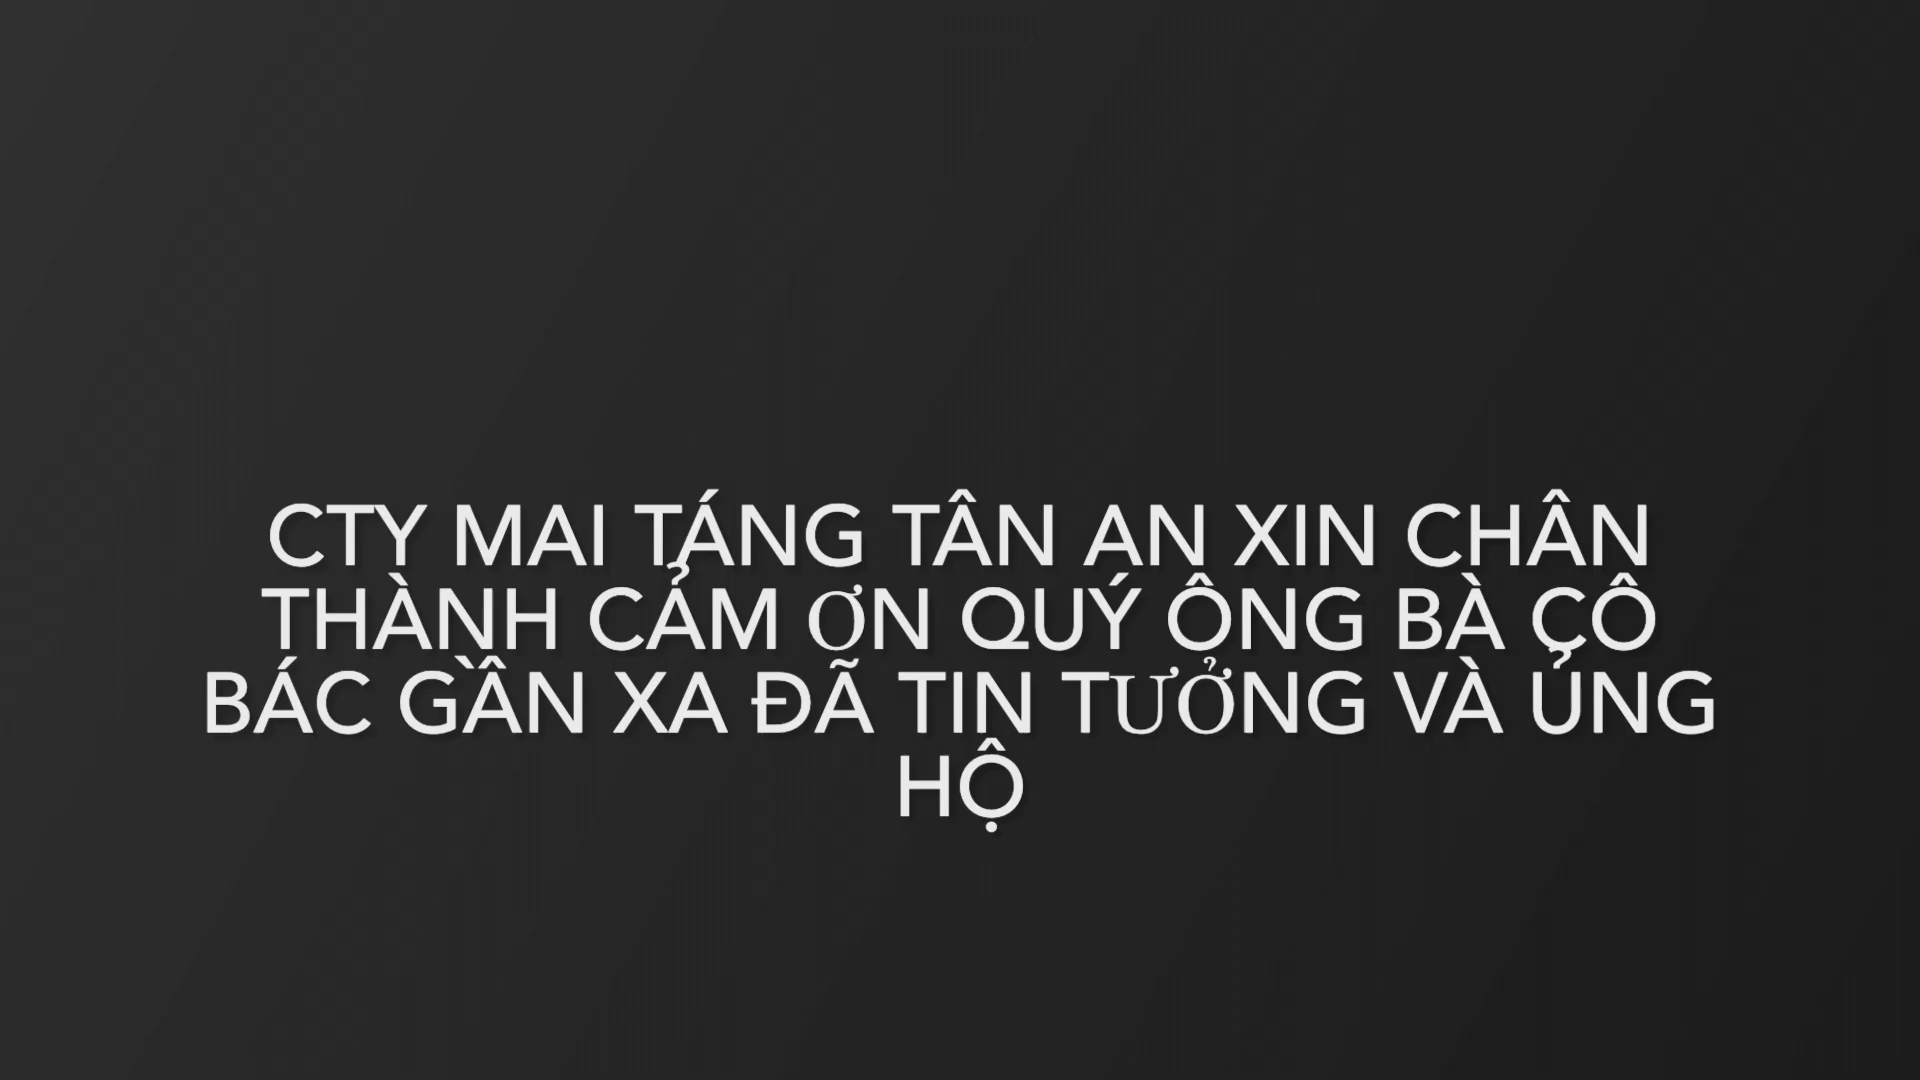 CTY MAI TÁNG TÂN AN XIN CHÂN
THÀNH CẢM ƠN QUÝ ÔNG BÀ CÔ
BÁC GẦN XA ĐÃ TIN TƯỞNG VÀ ỦNG
HỘ